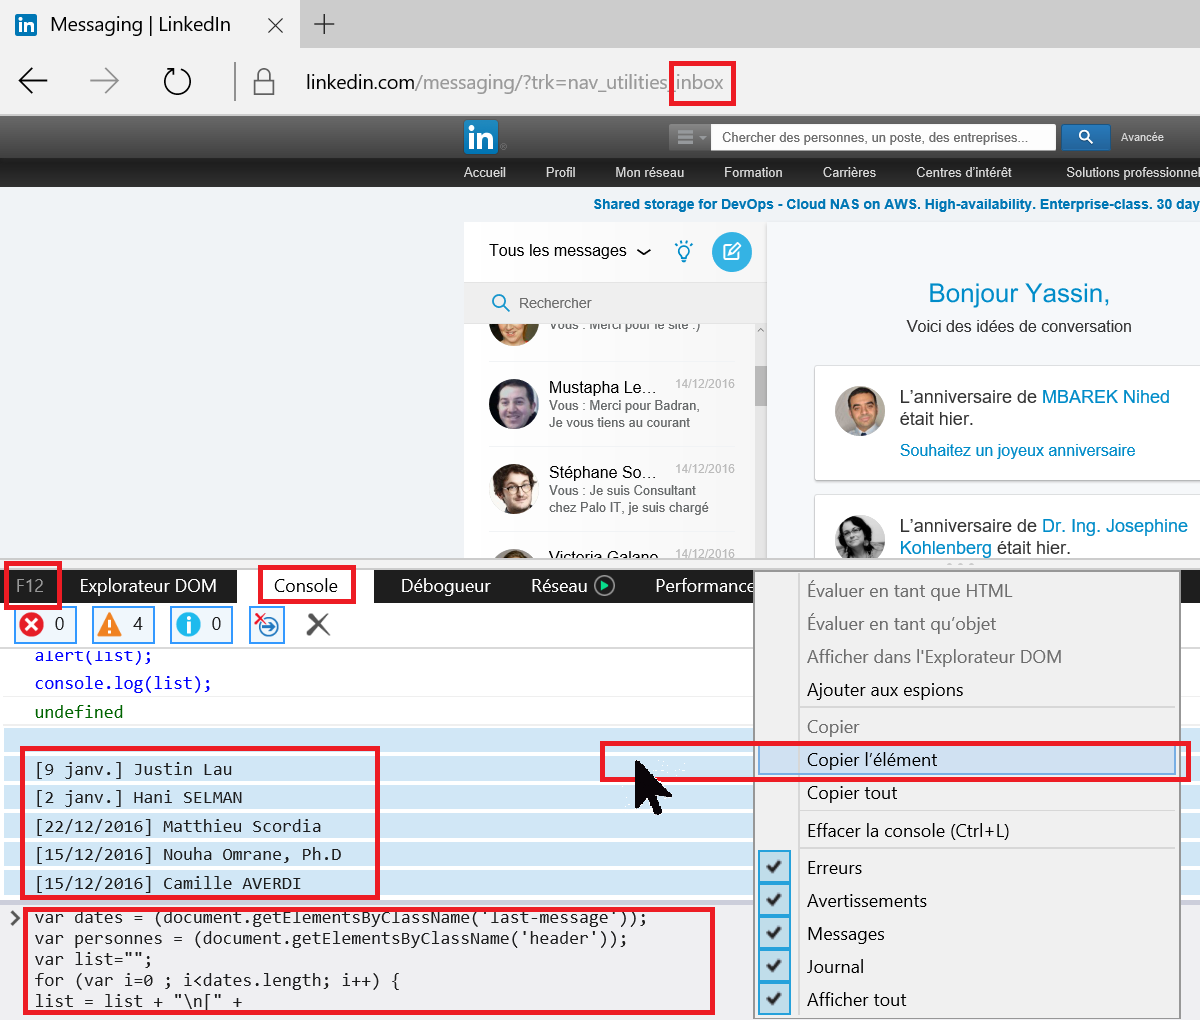 in Messaging | LinkedIn
linkedin.com/messaging/?trk=nav_utilities_inbox
in
Chercher des personnes, un poste, des entreprises...
Avancée
Accueil Profil Mon réseau Formation Carrières Centres d'intérêt Solutions professionnel
Shared storage for DevOps - Cloud NAS on AWS. High-availability. Enterprise-class. 30 day
Tous les messages
Rechercher
Vous : Merci pour le site :)
Mustapha Le... 14/12/2016
Vous : Merci pour Badran,
Je vous tiens au courant
Stéphane So... 14/12/2016
Vous : Je suis Consultant
chez Palo IT, je suis chargé
Victoria Galano 14/12/2016
Bonjour Yassin,
Voici des idées de conversation
L'anniversaire de MBAREK Nihed
était hier.
Souhaitez un joyeux anniversaire
L'anniversaire de Dr. Ing. Josephine
Kohlenberg était hier.
F12 Explorateur DOM Console Débogueur Réseau Performance
0 4 0
alert(list);
console.log(list);
undefined
[9 janv.] Justin Lau
[2 janv.] Hani SELMAN
[22/12/2016] Matthieu Scordia
[15/12/2016] Nouha Omrane, Ph.D
[15/12/2016] Camille AVERDI
var dates = (document.getElementsByClassName('last-message'));
var personnes = (document.getElementsByClassName('header'));
var list="";
for (var i=0 ; i<dates.length; i++) {
list = list + "\n[" +
Évaluer en tant que HTML
Évaluer en tant qu'objet
Afficher dans l'Explorateur DOM
Ajouter aux espions
Copier
Copier l'élément
Copier tout
Effacer la console (Ctrl+L)
Erreurs
Avertissements
Messages
Journal
Afficher tout